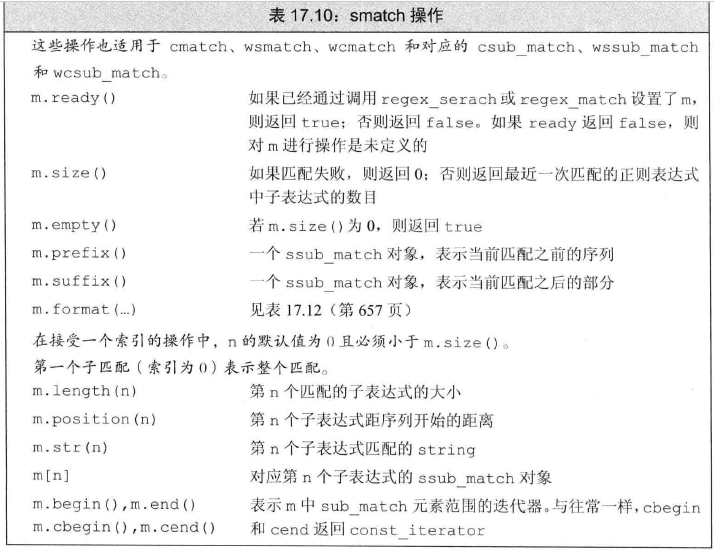 表 17.10：smatch 操作
这些操作也适用于 cmatch、wsmatch、wcmatch 和对应的 csub_match、wssub_match
和 wcsub_match。
m.ready() 如果已经通过调用 regex_serach 或 regex_match 设置了 m，
则返回 true；否则返回 false。如果 ready 返回 false，则
对 m 进行操作是未定义的
m.size() 如果匹配失败，则返回 0；否则返回最近一次匹配的正则表达式
中子表达式的数目
m.empty() 若 m.size() 为 0，则返回 true
m.prefix() 一个 ssub_match 对象，表示当前匹配之前的序列
m.suffix() 一个 ssub_match 对象，表示当前匹配之后的部分
m.format(…) 见表 17.12（第 657 页）
在接受一个索引的操作中，n 的默认值为 0 且必须小于 m.size()。
第一个子匹配（索引为 0）表示整个匹配。
m.length(n) 第 n 个匹配的子表达式的大小
m.position(n) 第 n 个子表达式距序列开始的距离
m.str(n) 第 n 个子表达式匹配的 string
m[n] 对应第 n 个子表达式的 ssub_match 对象
m.begin(),m.end() 表示 m 中 sub_match 元素范围的迭代器。与往常一样，cbegin
m.cbegin(),m.cend() 和 cend 返回 const_iterator